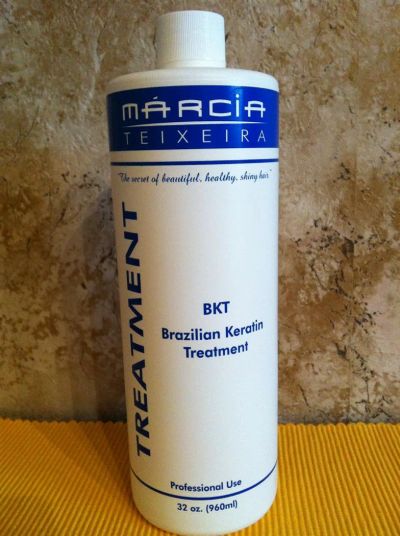 MÁRCIA
TEIXEIRA
"The secret of beautiful, healthy, shiny hair"
TREATMENT
BKT
Brazilian Keratin
Treatment
Professional Use
32 oz. (960ml)